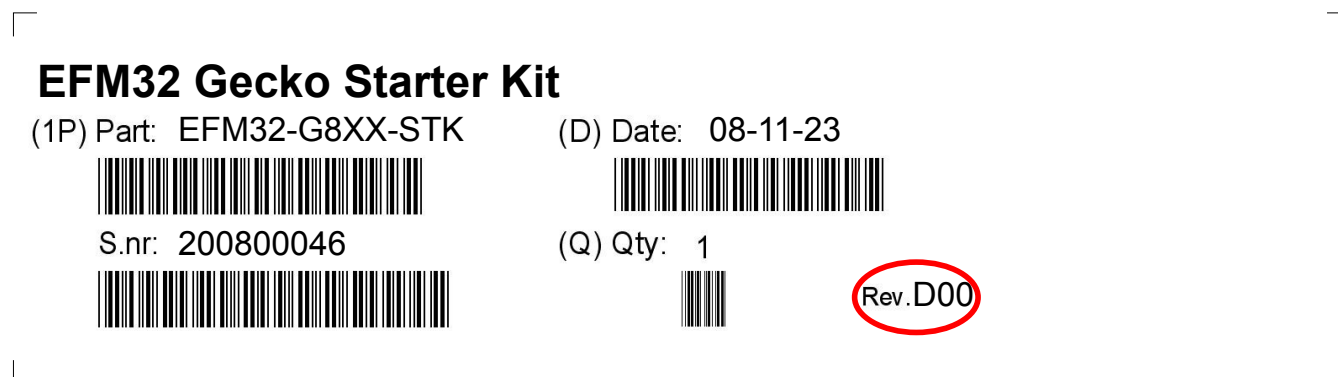 EFM32 Gecko Starter Kit
(1P) Part: EFM32-G8XX-STK
(D) Date: 08-11-23
S.nr: 200800046
(Q) Qty: 1
Rev.D00